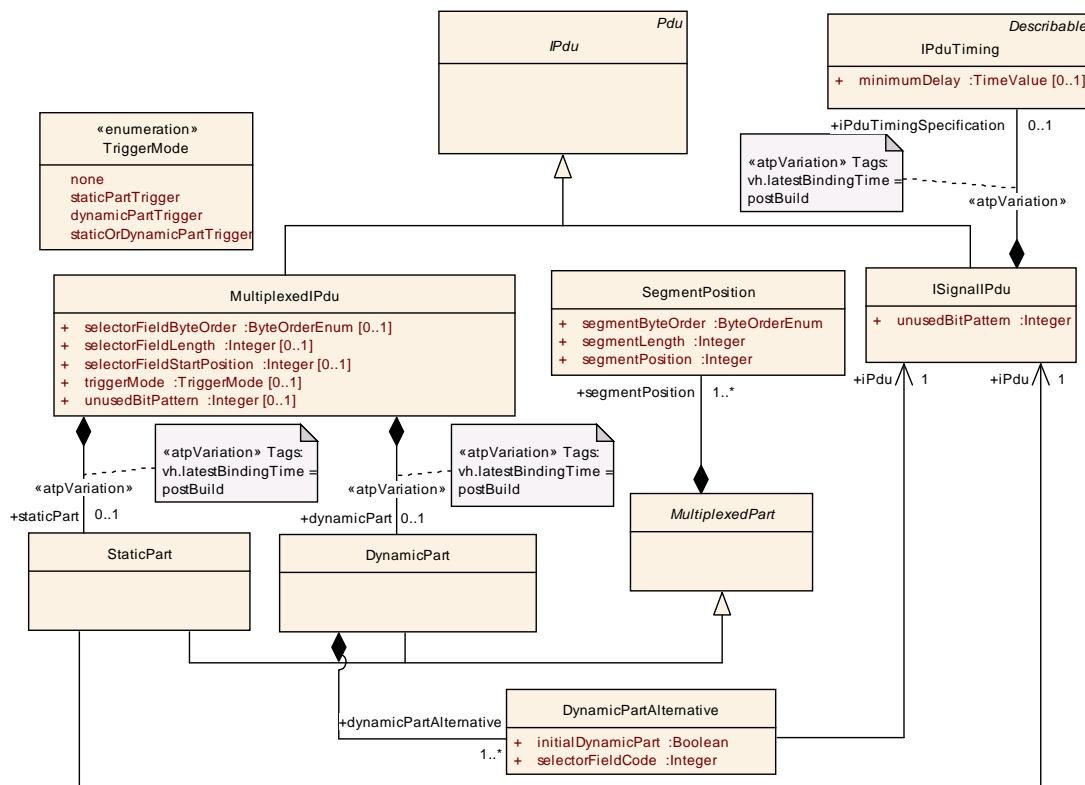 Pdu
IPdu
Describable
IPduTiming
+ minimumDelay :TimeValue [0..1]
«enumeration»
TriggerMode
none
staticPartTrigger
dynamicPartTrigger
staticOrDynamicPartTrigger
+iPduTimingSpecification 0..1
«atpVariation» Tags:
vh.latestBindingTime =
postBuild
«atpVariation»
MultiplexedIPdu
+ selectorFieldByteOrder :ByteOrderEnum [0..1]
+ selectorFieldLength :Integer [0..1]
+ selectorFieldStartPosition :Integer [0..1]
+ triggerMode :TriggerMode [0..1]
+ unusedBitPattern :Integer [0..1]
SegmentPosition
+ segmentByteOrder :ByteOrderEnum
+ segmentLength :Integer
+ segmentPosition :Integer
ISignalIPdu
+ unusedBitPattern :Integer
+segmentPosition 1..*
+iPdu 1
+iPdu 1
«atpVariation» Tags:
vh.latestBindingTime =
postBuild
«atpVariation»
+staticPart 0..1
«atpVariation» Tags:
vh.latestBindingTime =
postBuild
«atpVariation»
+dynamicPart 0..1
StaticPart
DynamicPart
MultiplexedPart
+dynamicPartAlternative
1..*
DynamicPartAlternative
+ initialDynamicPart :Boolean
+ selectorFieldCode :Integer